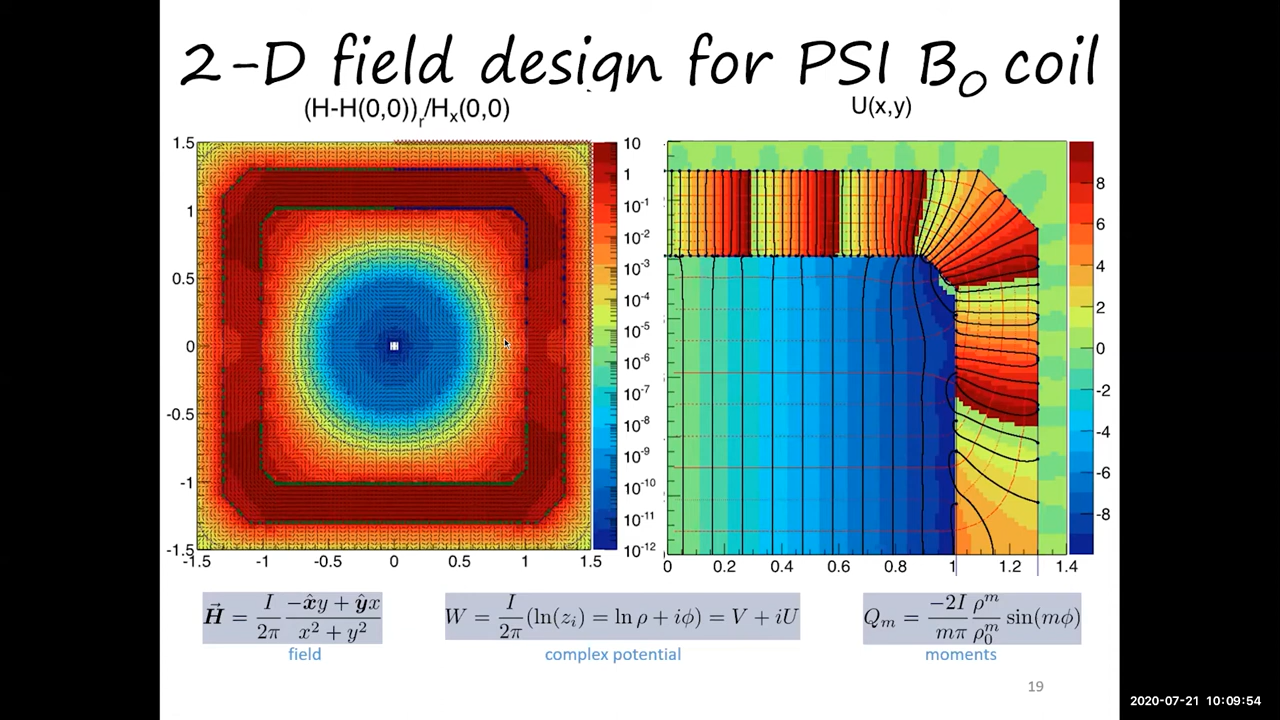 2-D field design for PSI B₀ coil
(H-H(0,0))ᵣ/Hₓ(0,0)
U(x,y)
1.5
1
0.5
0
-0.5
-1
-1.5
-1.5 -1 -0.5 0 0.5 1 1.5
10
1
10⁻¹
10⁻²
10⁻³
10⁻⁴
10⁻⁵
10⁻⁶
10⁻⁷
10⁻⁸
10⁻⁹
10⁻¹⁰
10⁻¹¹
10⁻¹²
0 0.2 0.4 0.6 0.8 1 1.2 1.4
8
6
4
2
0
-2
-4
-6
-8
H⃗ = I/2π (-x̂y + ŷx)/(x² + y²)
W = I/2π (ln(zᵢ) = ln ρ + iϕ) = V + iU
Qₘ = -2I/mπ ρᵐ/ρ₀ᵐ sin(mϕ)
field
complex potential
moments
19
2020-07-21 10:09:54